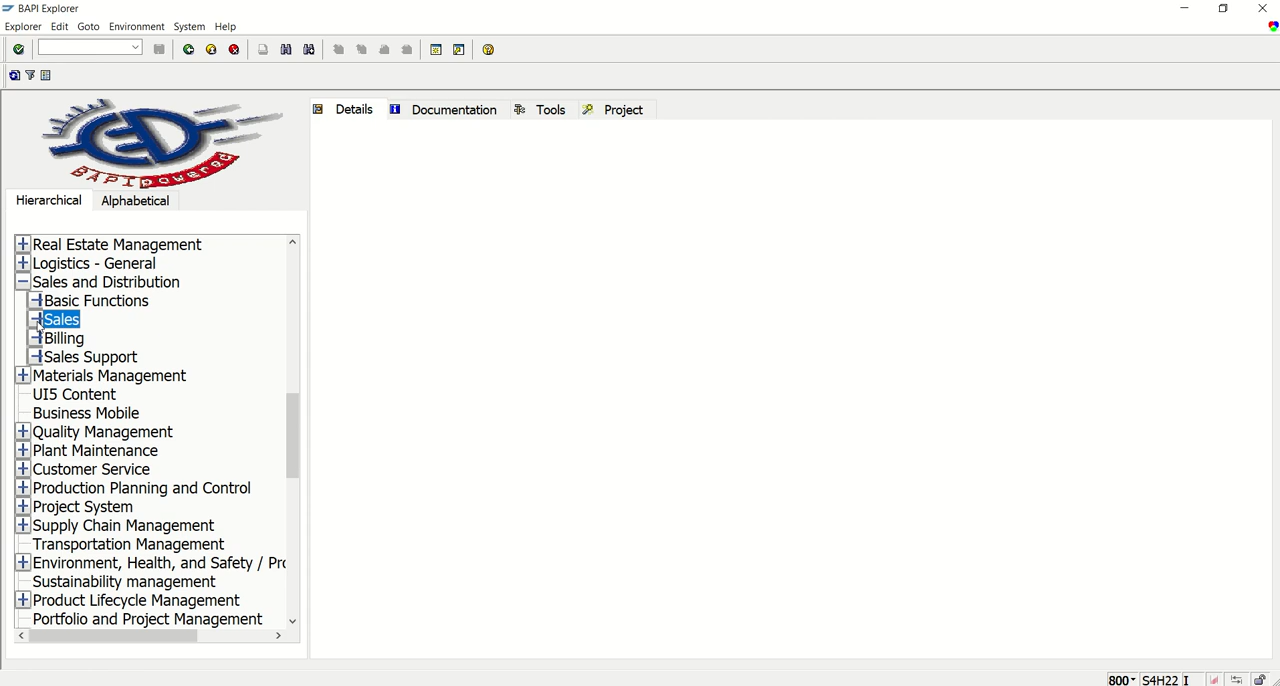 BAPI Explorer
Explorer Edit Goto Environment System Help
Details Documentation Tools Project
BAPI powered
Hierarchical Alphabetical
Real Estate Management
Logistics - General
Sales and Distribution
Basic Functions
Sales
Billing
Sales Support
Materials Management
UI5 Content
Business Mobile
Quality Management
Plant Maintenance
Customer Service
Production Planning and Control
Project System
Supply Chain Management
Transportation Management
Environment, Health, and Safety / Pro
Sustainability management
Product Lifecycle Management
Portfolio and Project Management
800 S4H22 I